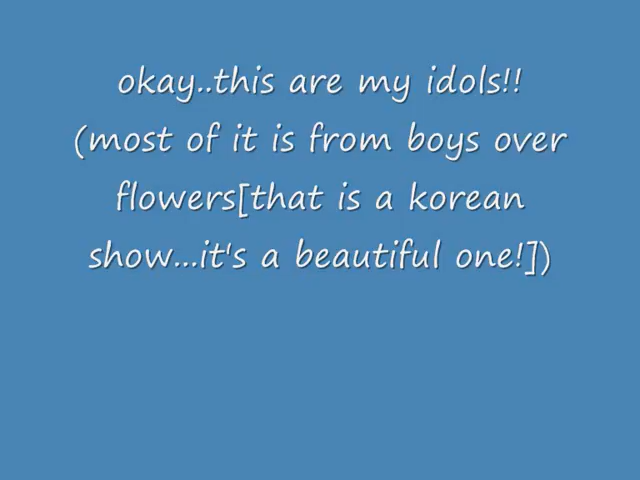 okay..this are my idols!!
(most of it is from boys over
flowers[that is a korean
show...it's a beautiful one!])